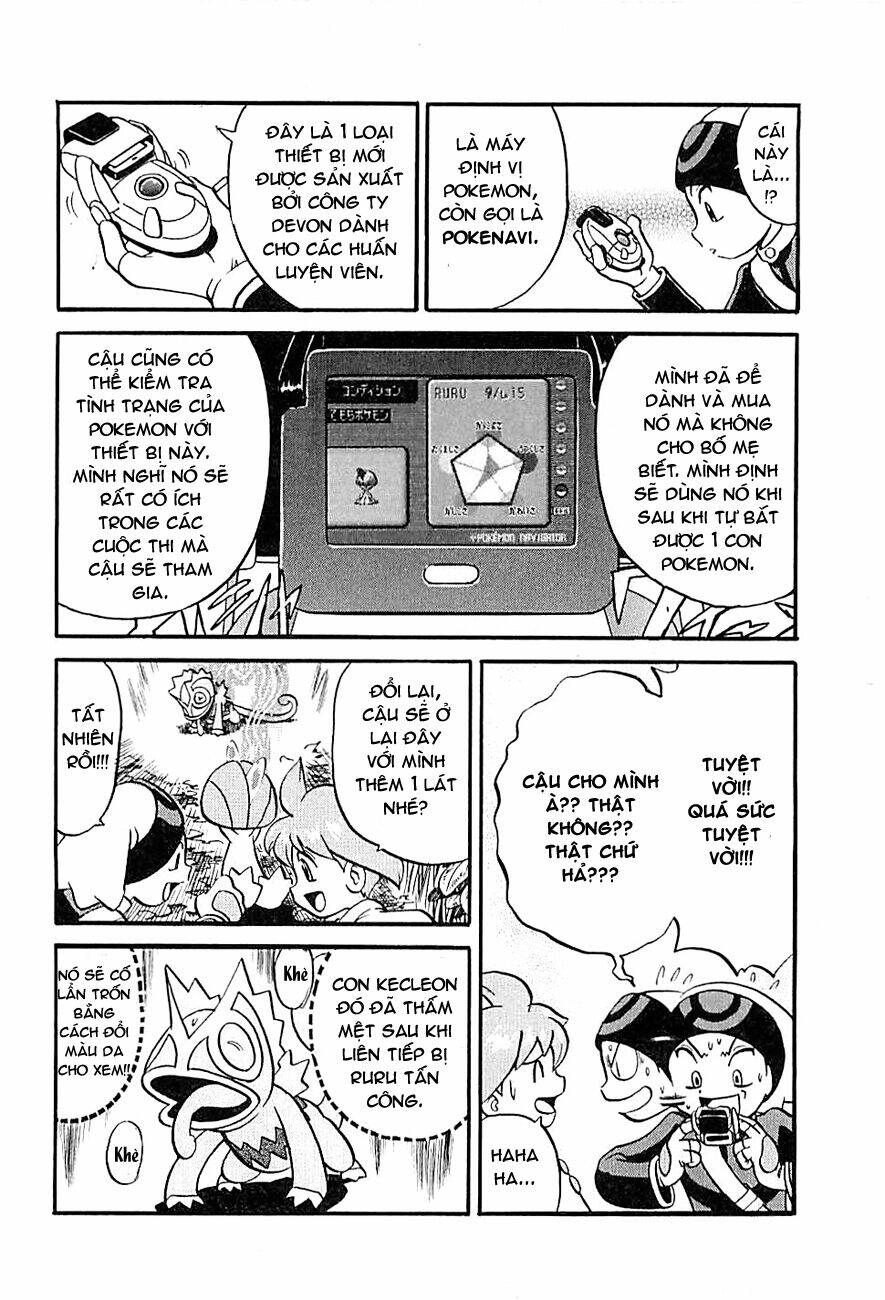 CÁI
NÀY
LÀ...
!?
LÀ MÁY
ĐỊNH VỊ
POKEMON,
CÒN GỌI LÀ
POKENAVI.
ĐÂY LÀ 1 LOẠI
THIẾT BỊ MỚI
ĐƯỢC SẢN XUẤT
BỞI CÔNG TY
DEVON DÀNH
CHO CÁC HUẤN
LUYỆN VIÊN.
MÌNH ĐÃ ĐỂ
DÀNH VÀ MUA
NÓ MÀ KHÔNG
CHO BỐ MẸ
BIẾT. MÌNH ĐỊNH
SẼ DÙNG NÓ KHI
SAU KHI TỰ BẮT
ĐƯỢC 1 CON
POKEMON.
コンディション
RURU
POKÉMON NAVIGATOR
CẬU CŨNG CÓ
THỂ KIỂM TRA
TÌNH TRẠNG CỦA
POKEMON VỚI
THIẾT BỊ NÀY.
MÌNH NGHĨ NÓ SẼ
RẤT CÓ ÍCH
TRONG CÁC
CUỘC THI MÀ
CẬU SẼ THAM
GIA.
TUYỆT
VỜI!!
QUÁ SỨC
TUYỆT
VỜI!!!
CẬU CHO MÌNH
À?? THẬT
KHÔNG??
THẬT CHỨ
HẢ???
HAHA
HA...
ĐỔI LẠI,
CẬU SẼ Ở
LẠI ĐÂY
VỚI MÌNH
THÊM 1 LÁT
NHÉ?
TẤT
NHIÊN
RỒI!!!
CON KECLEON
ĐÓ ĐÃ THẤM
MỆT SAU KHI
LIÊN TIẾP BỊ
RURU TẤN
CÔNG.
Khè
Khè
NÓ SẼ CỐ
LẦN TRỐN
BẰNG
CÁCH ĐỔI
MÀU DA
CHO XEM!!